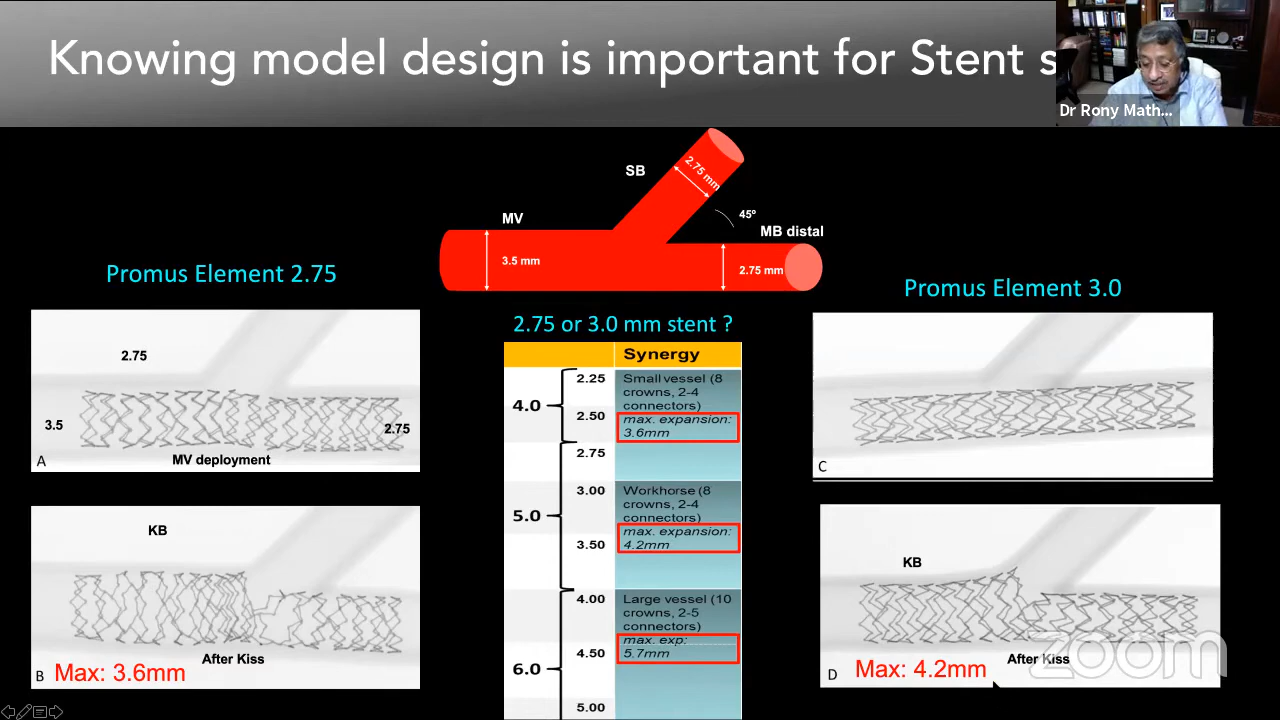 Knowing model design is important for Stent s
Dr Rony Math...
SB
2.75 mm
45º
MV
MB distal
3.5 mm
2.75 mm
Promus Element 2.75
2.75
3.5
2.75
A
MV deployment
KB
After Kiss
B
Max: 3.6mm
2.75 or 3.0 mm stent ?
Synergy
4.0
2.25
2.50
Small vessel (8
crowns, 2-4
connectors)
max. expansion:
3.6mm
2.75
5.0
3.00
3.50
Workhorse (8
crowns, 2-4
connectors)
max. expansion:
4.2mm
6.0
4.00
4.50
5.00
Large vessel (10
crowns, 2-5
connectors)
max. exp:
5.7mm
Promus Element 3.0
C
KB
After Kiss
D
Max: 4.2mm
zoom